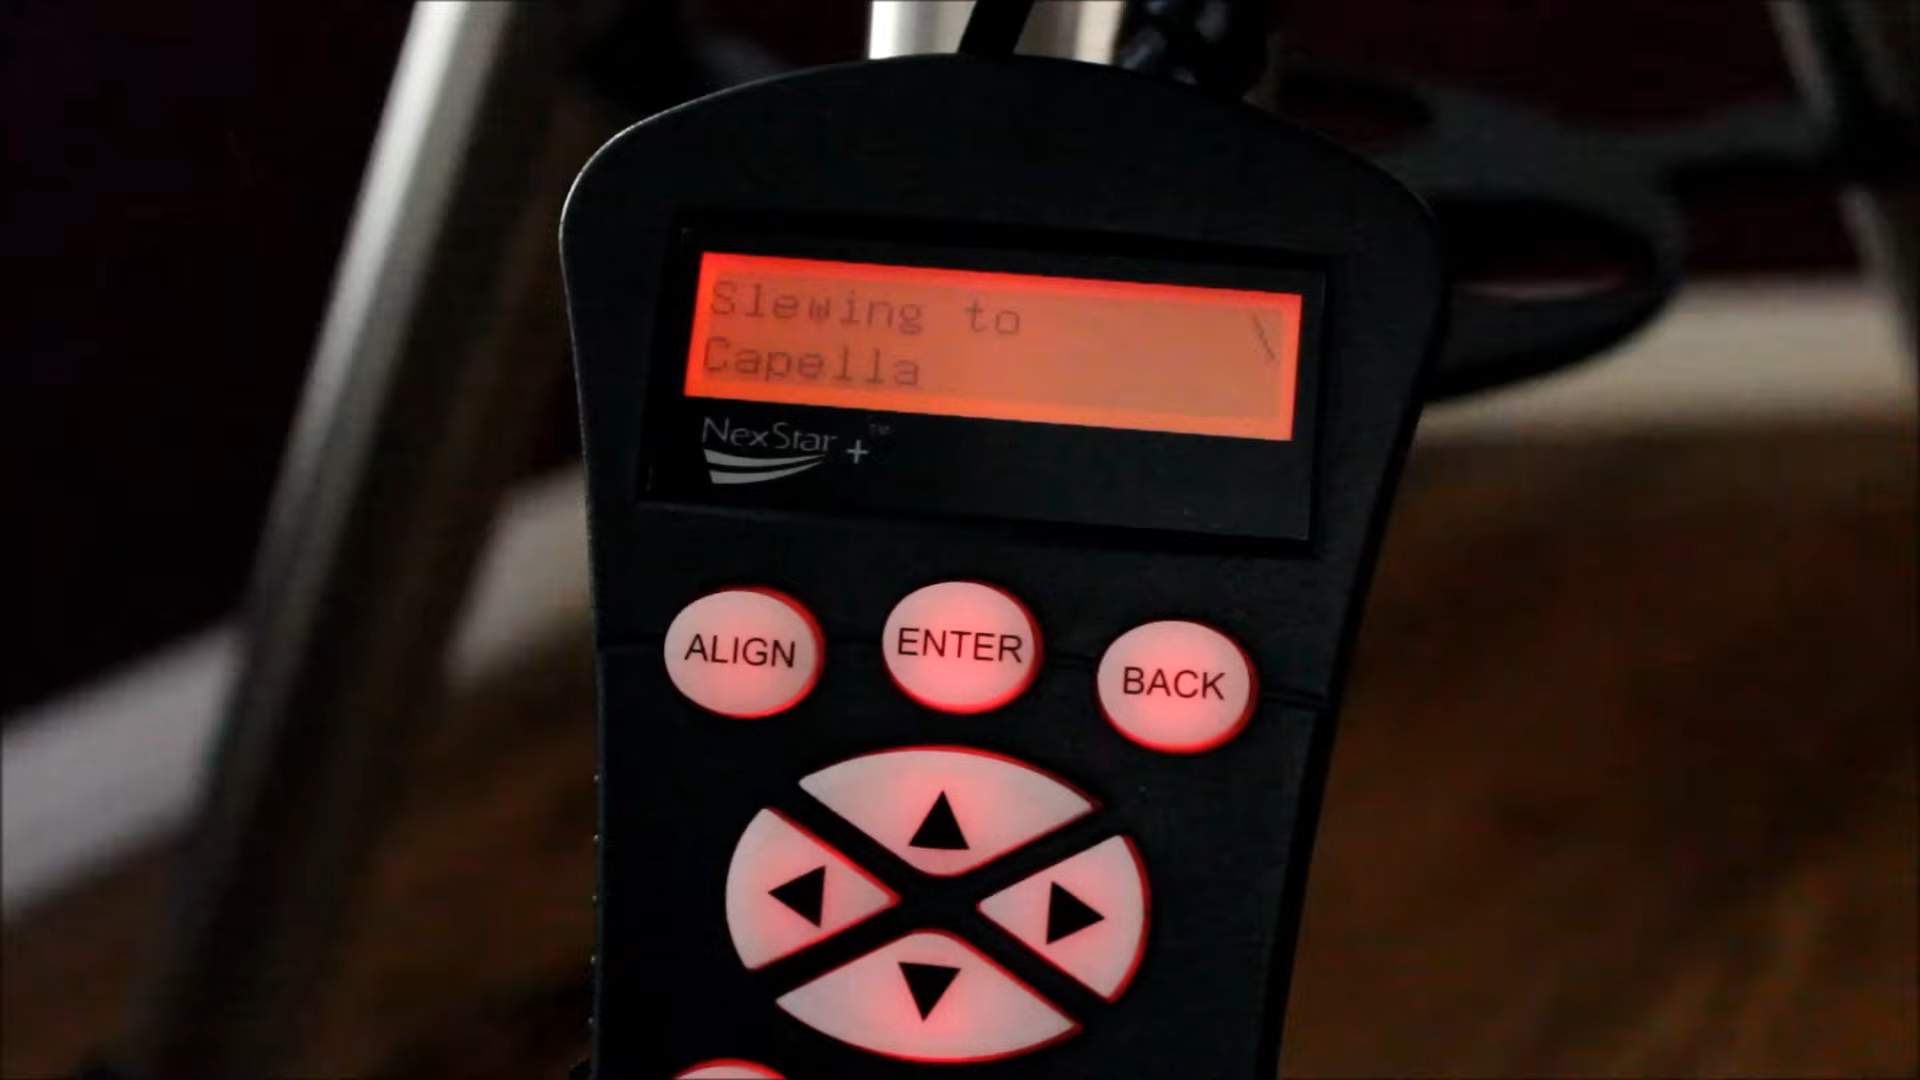 Slewing to \
Capella
NexStar +™
ALIGN
ENTER
BACK